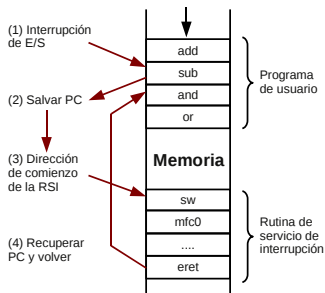 (1) Interrupción
de E/S
(2) Salvar PC
(3) Dirección
de comienzo
de la RSI
(4) Recuperar
PC y volver
add
sub
and
or
Memoria
sw
mfc0
....
eret
Programa
de usuario
Rutina de
servicio de
interrupción